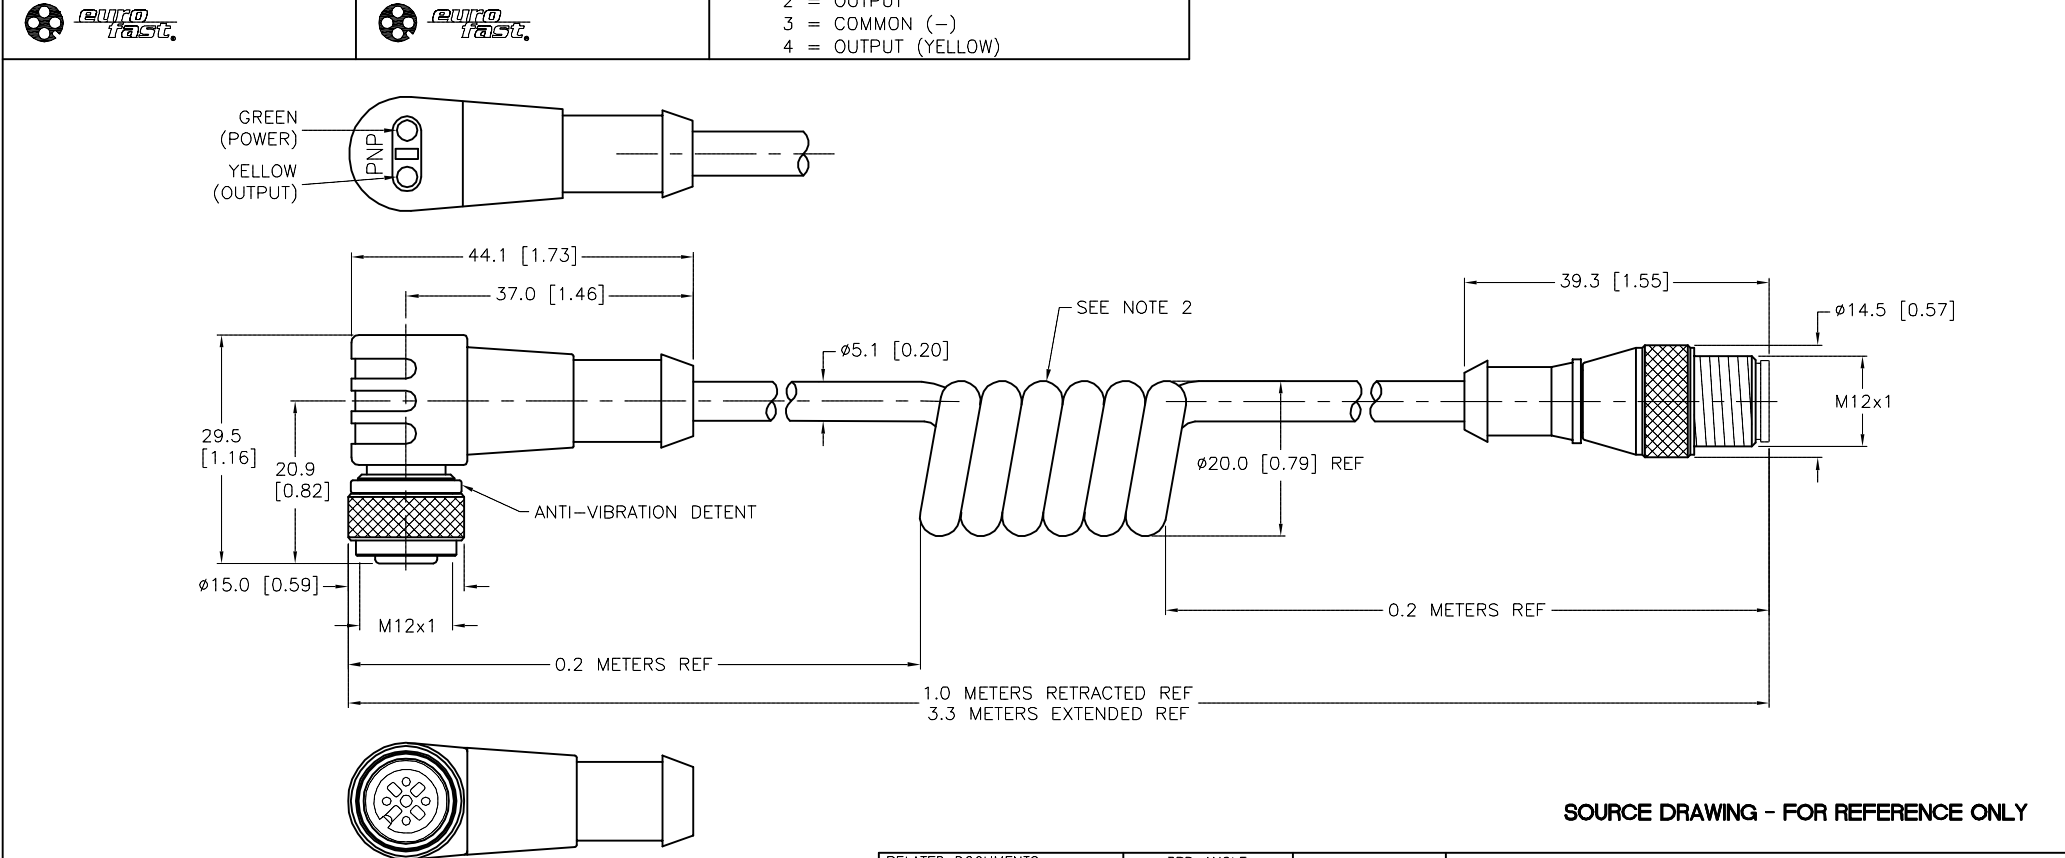 euro
fast.
euro
fast.
2 = OUTPUT
3 = COMMON (−)
4 = OUTPUT (YELLOW)
GREEN
(POWER)
YELLOW
(OUTPUT)
PNP
44.1 [1.73]
37.0 [1.46]
39.3 [1.55]
SEE NOTE 2
ø14.5 [0.57]
ø5.1 [0.20]
M12x1
29.5
[1.16]
20.9
[0.82]
ø20.0 [0.79] REF
ANTI−VIBRATION DETENT
ø15.0 [0.59]
M12x1
0.2 METERS REF
0.2 METERS REF
1.0 METERS RETRACTED REF
3.3 METERS EXTENDED REF
SOURCE DRAWING - FOR REFERENCE ONLY
RELATED DOCUMENTS